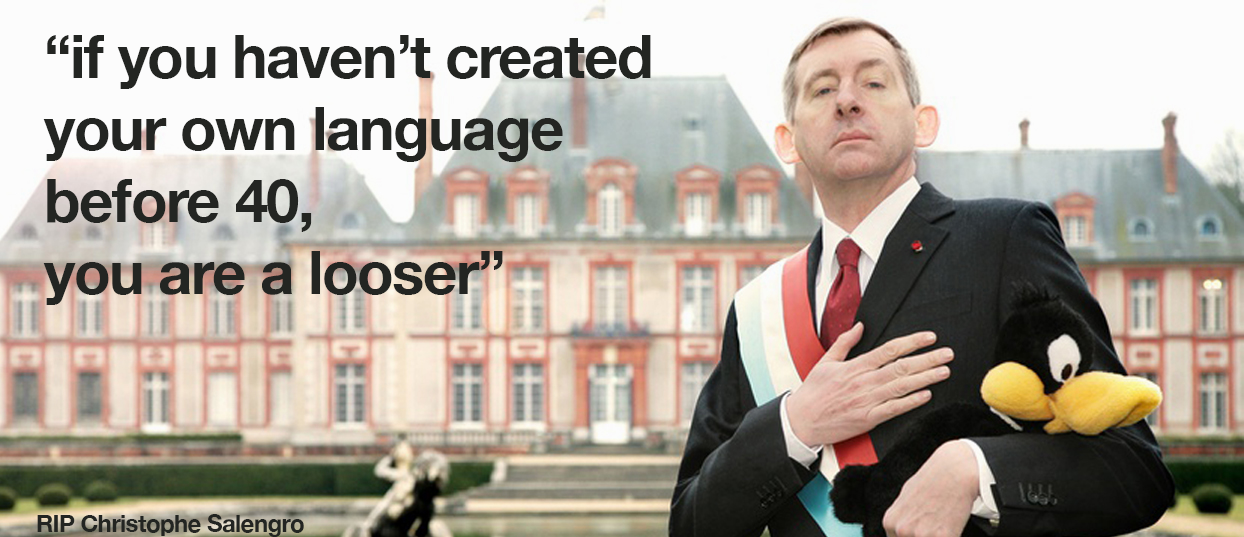 “if you haven’t created
your own language
before 40,
you are a looser”
RIP Christophe Salengro